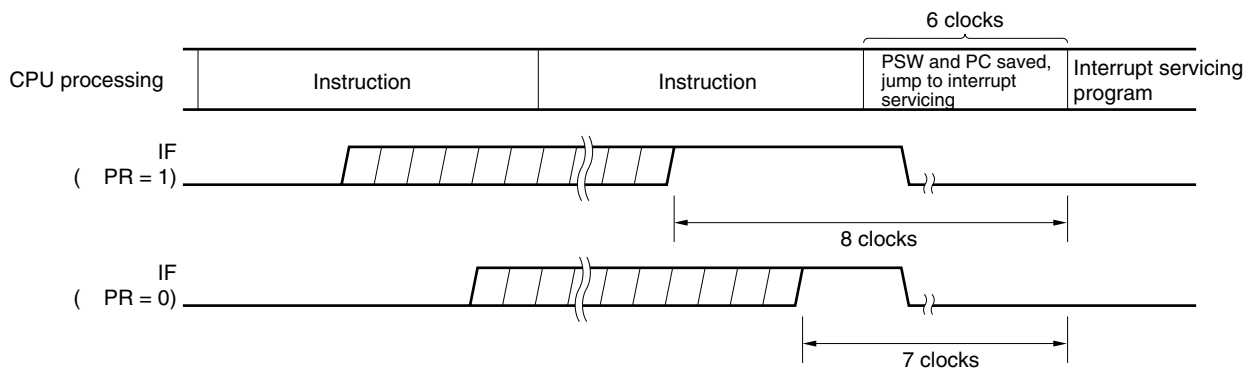 6 clocks
CPU processing
Instruction
Instruction
PSW and PC saved,
jump to interrupt
servicing
Interrupt servicing
program
IF
( PR = 1)
8 clocks
IF
( PR = 0)
7 clocks